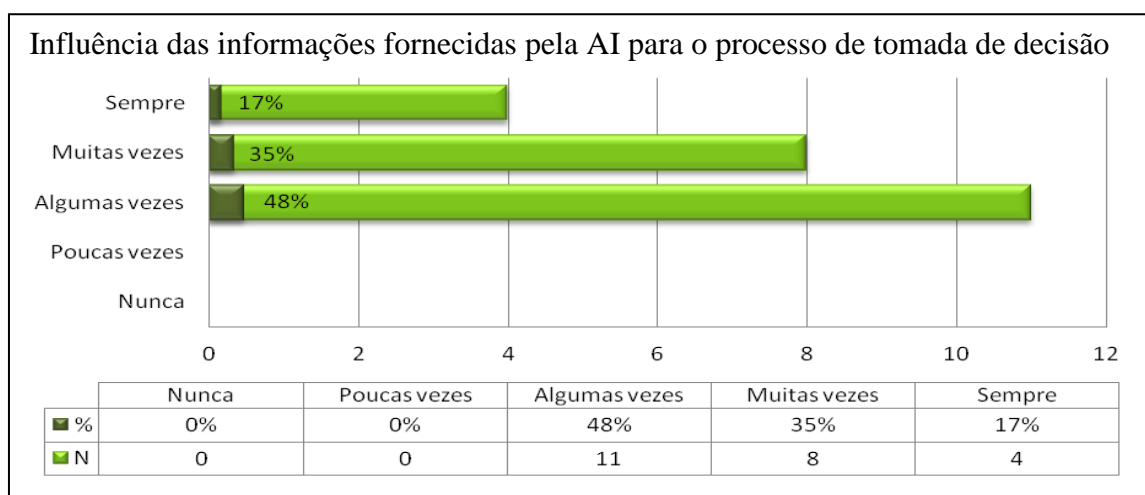 Influência das informações fornecidas pela AI para o processo de tomada de decisão
Sempre 17%
Muitas vezes 35%
Algumas vezes 48%
Poucas vezes
Nunca
0 2 4 6 8 10 12
Nunca Poucas vezes Algumas vezes Muitas vezes Sempre
% 0% 0% 48% 35% 17%
N 0 0 11 8 4